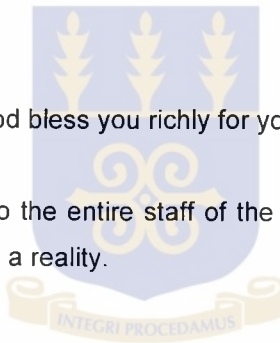 od bless you richly for yo
o the entire staff of the
a reality.
INTEGRI PROCEDAMUS